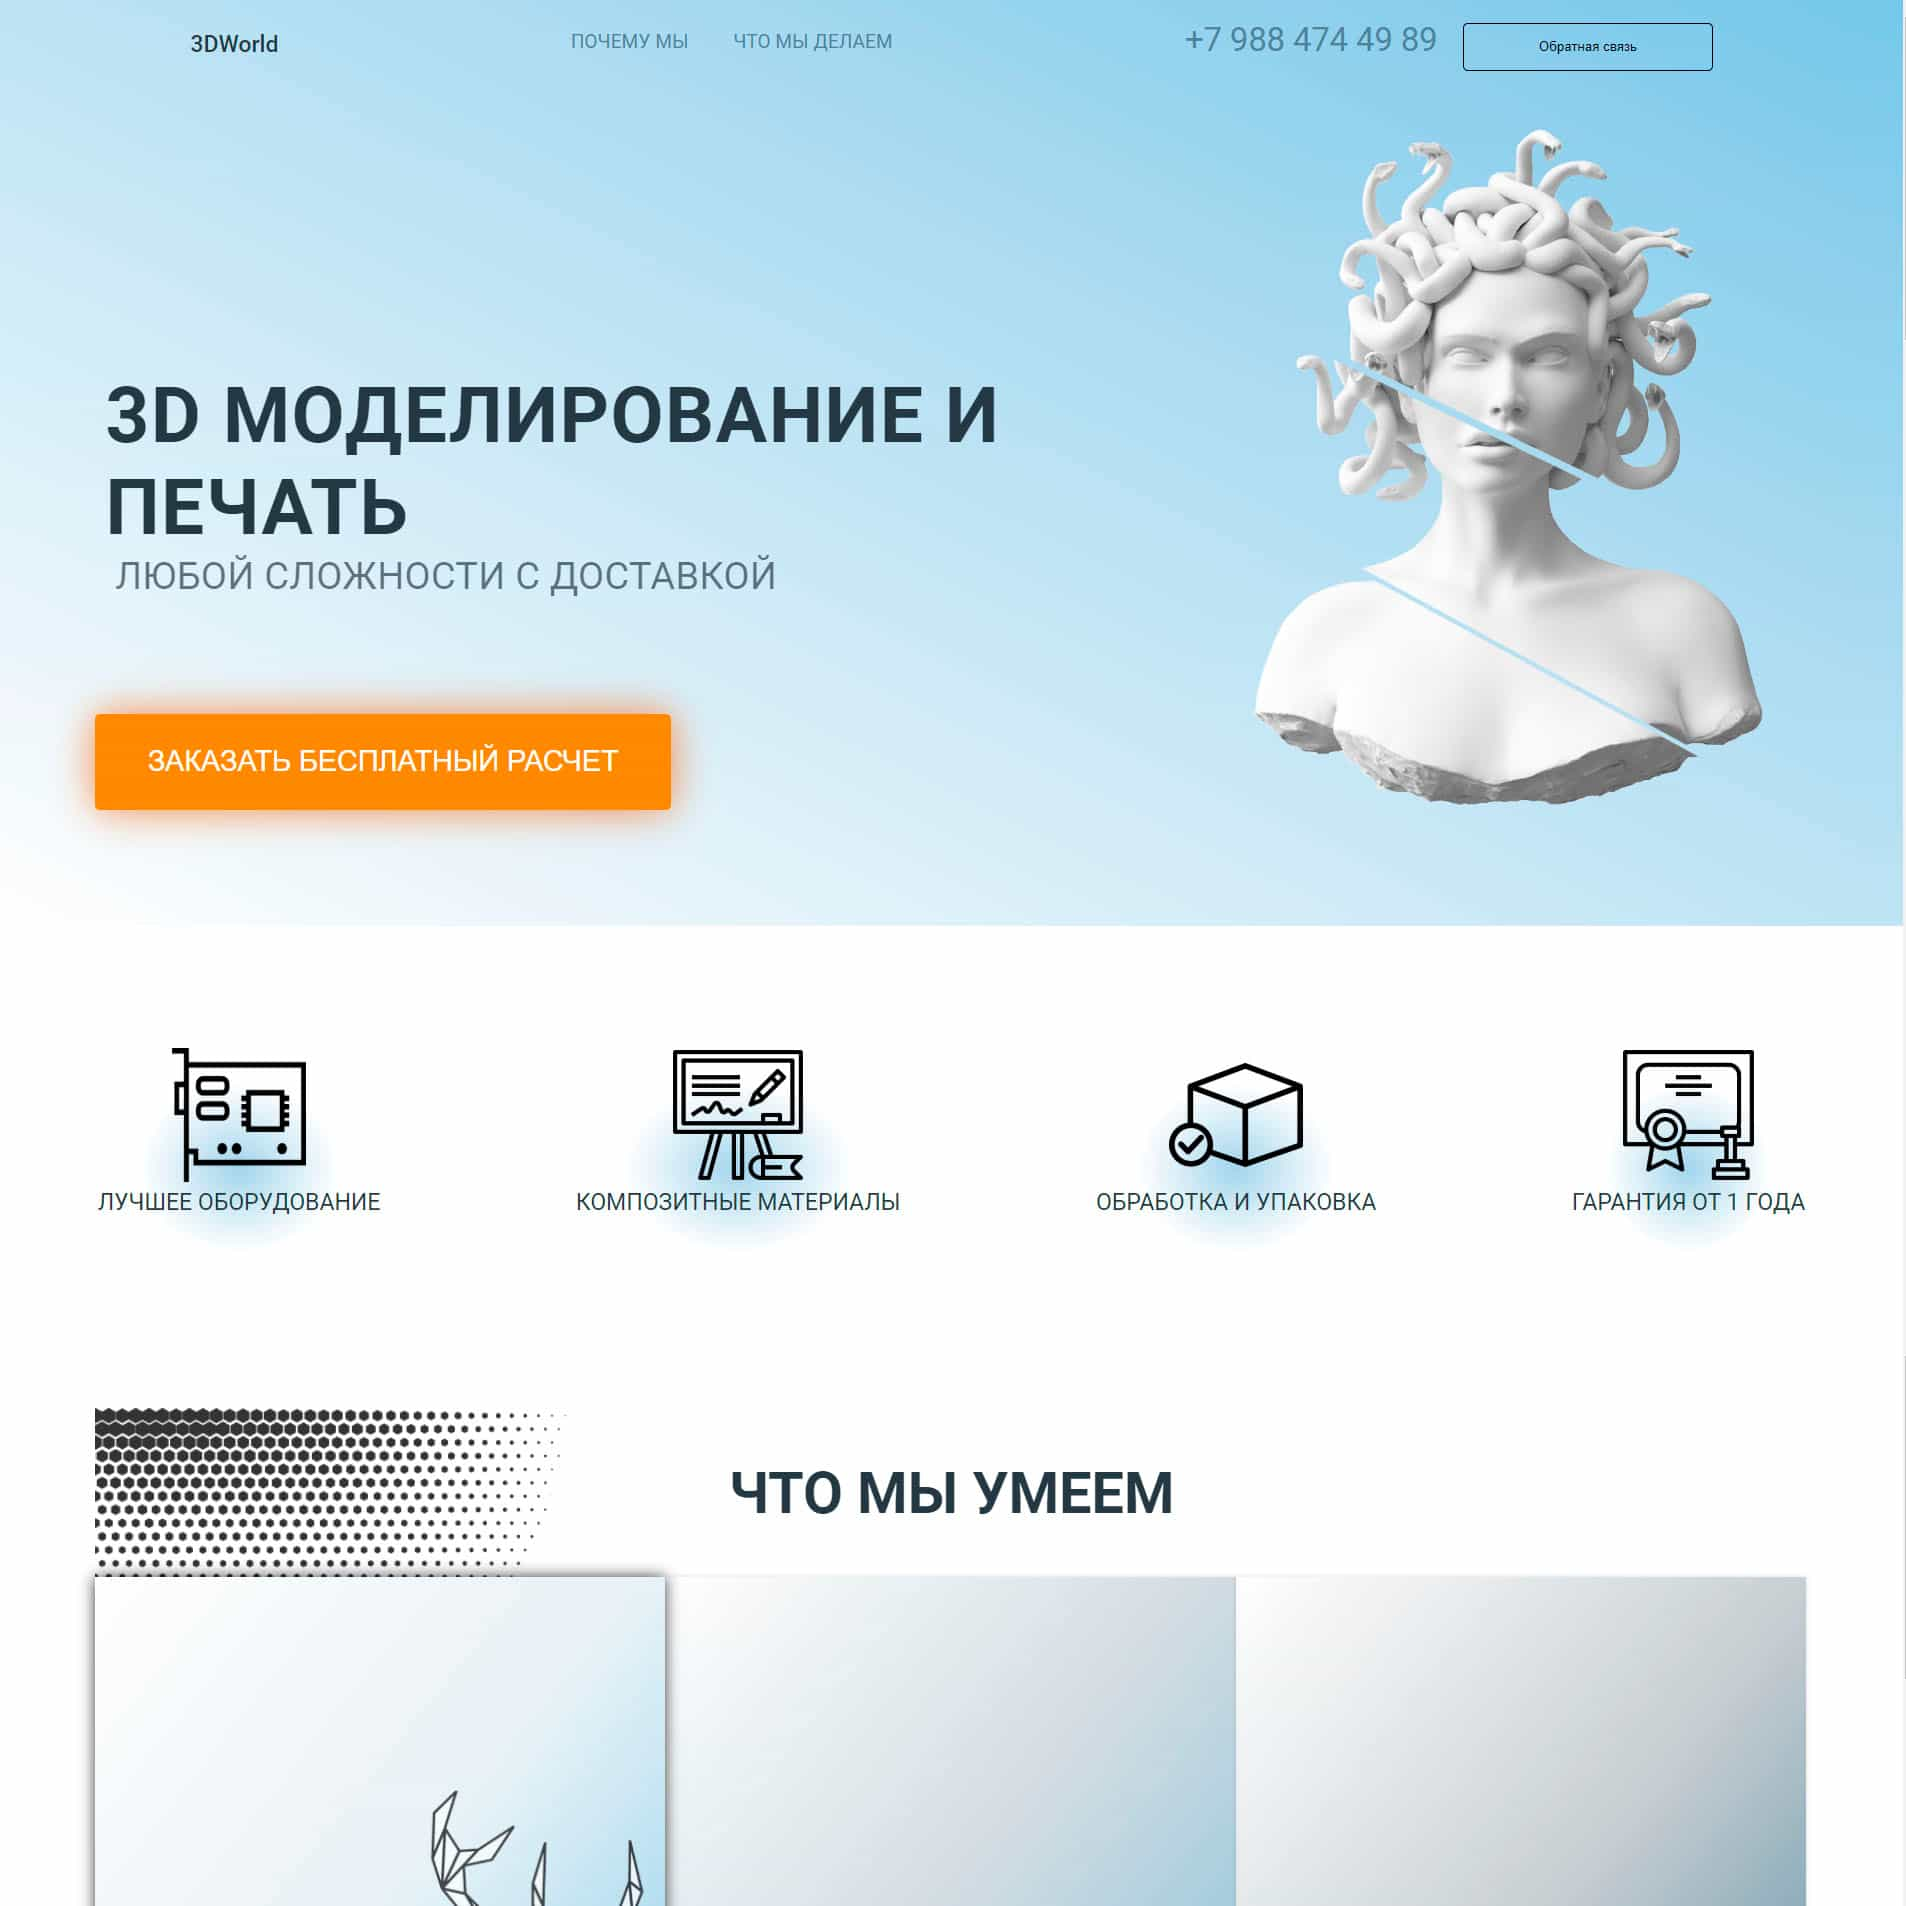 3DWorld
ПОЧЕМУ МЫ
ЧТО МЫ ДЕЛАЕМ
+7 988 474 49 89
Обратная связь
3D МОДЕЛИРОВАНИЕ И
ПЕЧАТЬ
ЛЮБОЙ СЛОЖНОСТИ С ДОСТАВКОЙ
ЗАКАЗАТЬ БЕСПЛАТНЫЙ РАСЧЕТ
ЛУЧШЕЕ ОБОРУДОВАНИЕ
КОМПОЗИТНЫЕ МАТЕРИАЛЫ
ОБРАБОТКА И УПАКОВКА
ГАРАНТИЯ ОТ 1 ГОДА
ЧТО МЫ УМЕЕМ